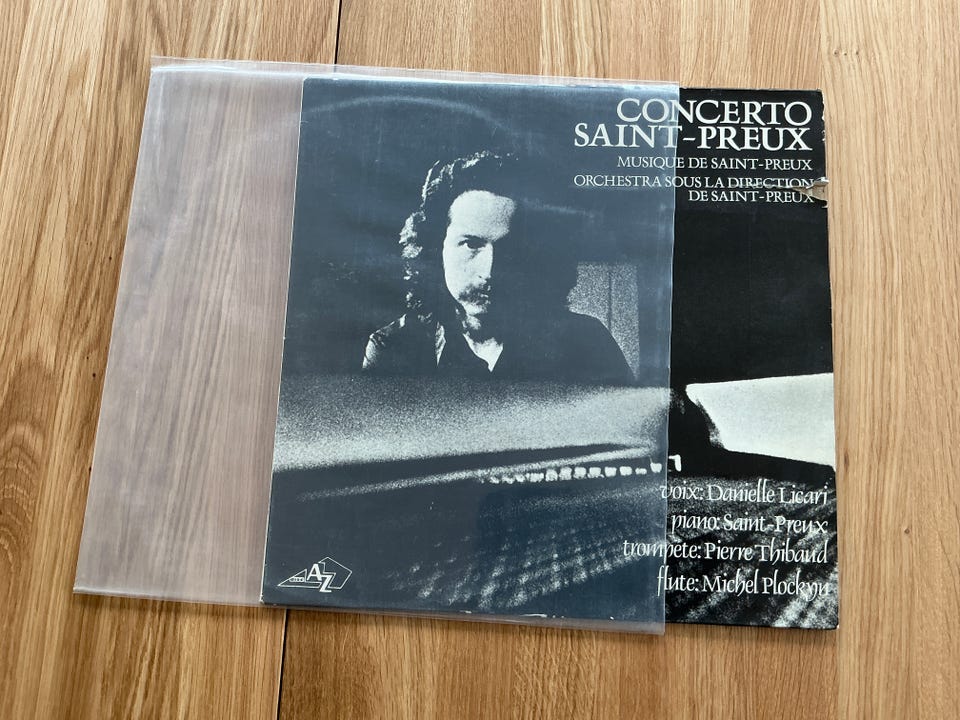 CONCERTO
SAINT-PREUX
MUSIQUE DE SAINT-PREUX
ORCHESTRA SOUS LA DIRECTION
DE SAINT-PREUX
voix: Danielle Licari
piano: Saint-Preux
trompete: Pierre Thibaud
flute: Michel Plockyn
AZ